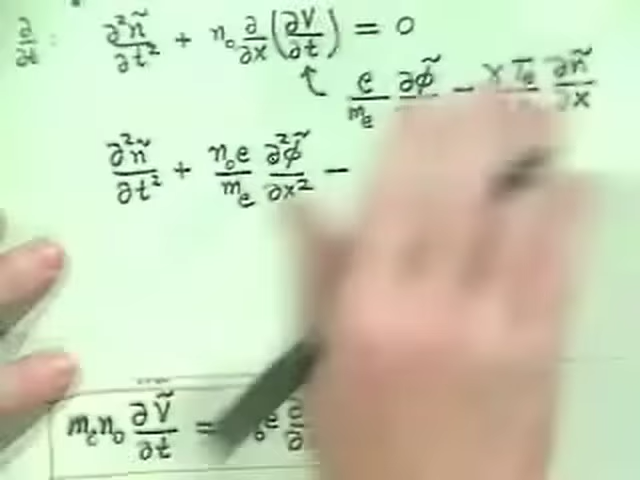 ∂/∂t : ∂²ñ/∂t² + n₀ ∂/∂x (∂Ṽ/∂t) = 0
e/mₑ ∂φ̃/ − γTₑ ∂ñ/∂x
∂²ñ/∂t² + n₀e/mₑ ∂²φ̃/∂x² −
mₑn₀ ∂Ṽ/∂t =